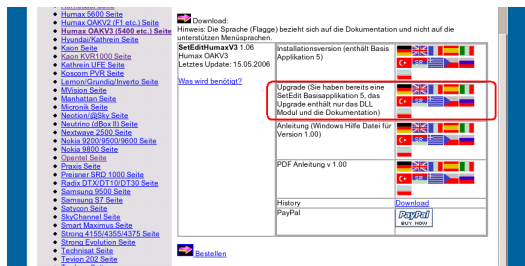 Humax 5600 Seite
Humax OAKV2 (F1 etc.) Seite
Humax OAKV3 (5400 etc.) Seite
Hyundai/Kathrein Seite
Kaon Seite
Kaon KVR1000 Seite
Kathrein UFE Seite
Koscom PVR Seite
Lemon/Grundig/Inverto Seite
MVision Seite
Manhattan Seite
Micronik Seite
Neotion/@Sky Seite
Neutrino (dBox II) Seite
Nextwave 2500 Seite
Nokia 9200/9500/9600 Seite
Nokia 9800 Seite
Opentel Seite
Praxis Seite
Preisner SRD 1000 Seite
Radix DTX/DT10/DT30 Seite
Samsung 9500 Seite
Samsung S7 Seite
Satycon Seite
SkyChannel Seite
Smart Maximus Seite
Strong 4155/4355/4375 Seite
Strong Evolution Seite
Technisat Seite
Tevion 202 Seite
Download:
Hinweis: Die Sprache (Flagge) bezieht sich auf die Dokumentation und nicht auf die
unterstützen Menüsprachen.
SetEditHumaxV3 1.06
Humax OAKV3
Letztes Update: 15.05.2006
Was wird benötigt?
Installationsversion (enthält Basis
Applikation 5)
Upgrade (Sie haben bereits eine
SetEdit Basisapplikation 5, das
Upgrade enthält nur das DLL
Modul und die Dokumentation)
Anleitung (Windows Hilfe Datei für
Version 1.00)
PDF Anleitung v 1.00
History
Download
PayPal
PayPal
BUY NOW
Bestellen